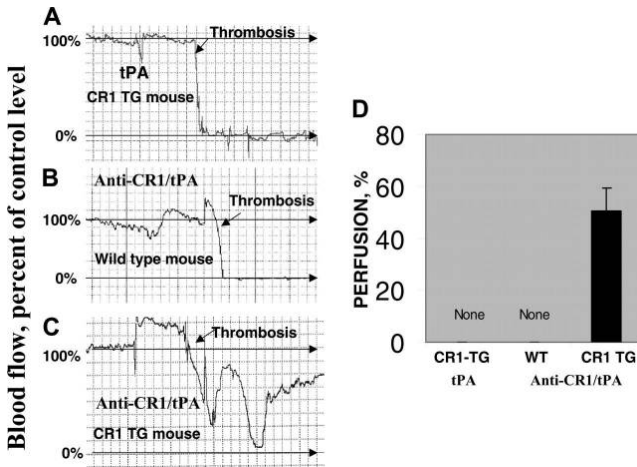 Blood flow, percent of control level
A
100%
Thrombosis
tPA
CR1 TG mouse
0%
B
Anti-CR1/tPA
100%
Thrombosis
Wild type mouse
0%
C
100%
Thrombosis
Anti-CR1/tPA
CR1 TG mouse
0%
D
PERFUSION, %
80
60
40
20
0
None
None
CR1-TG WT CR1 TG
tPA Anti-CR1/tPA